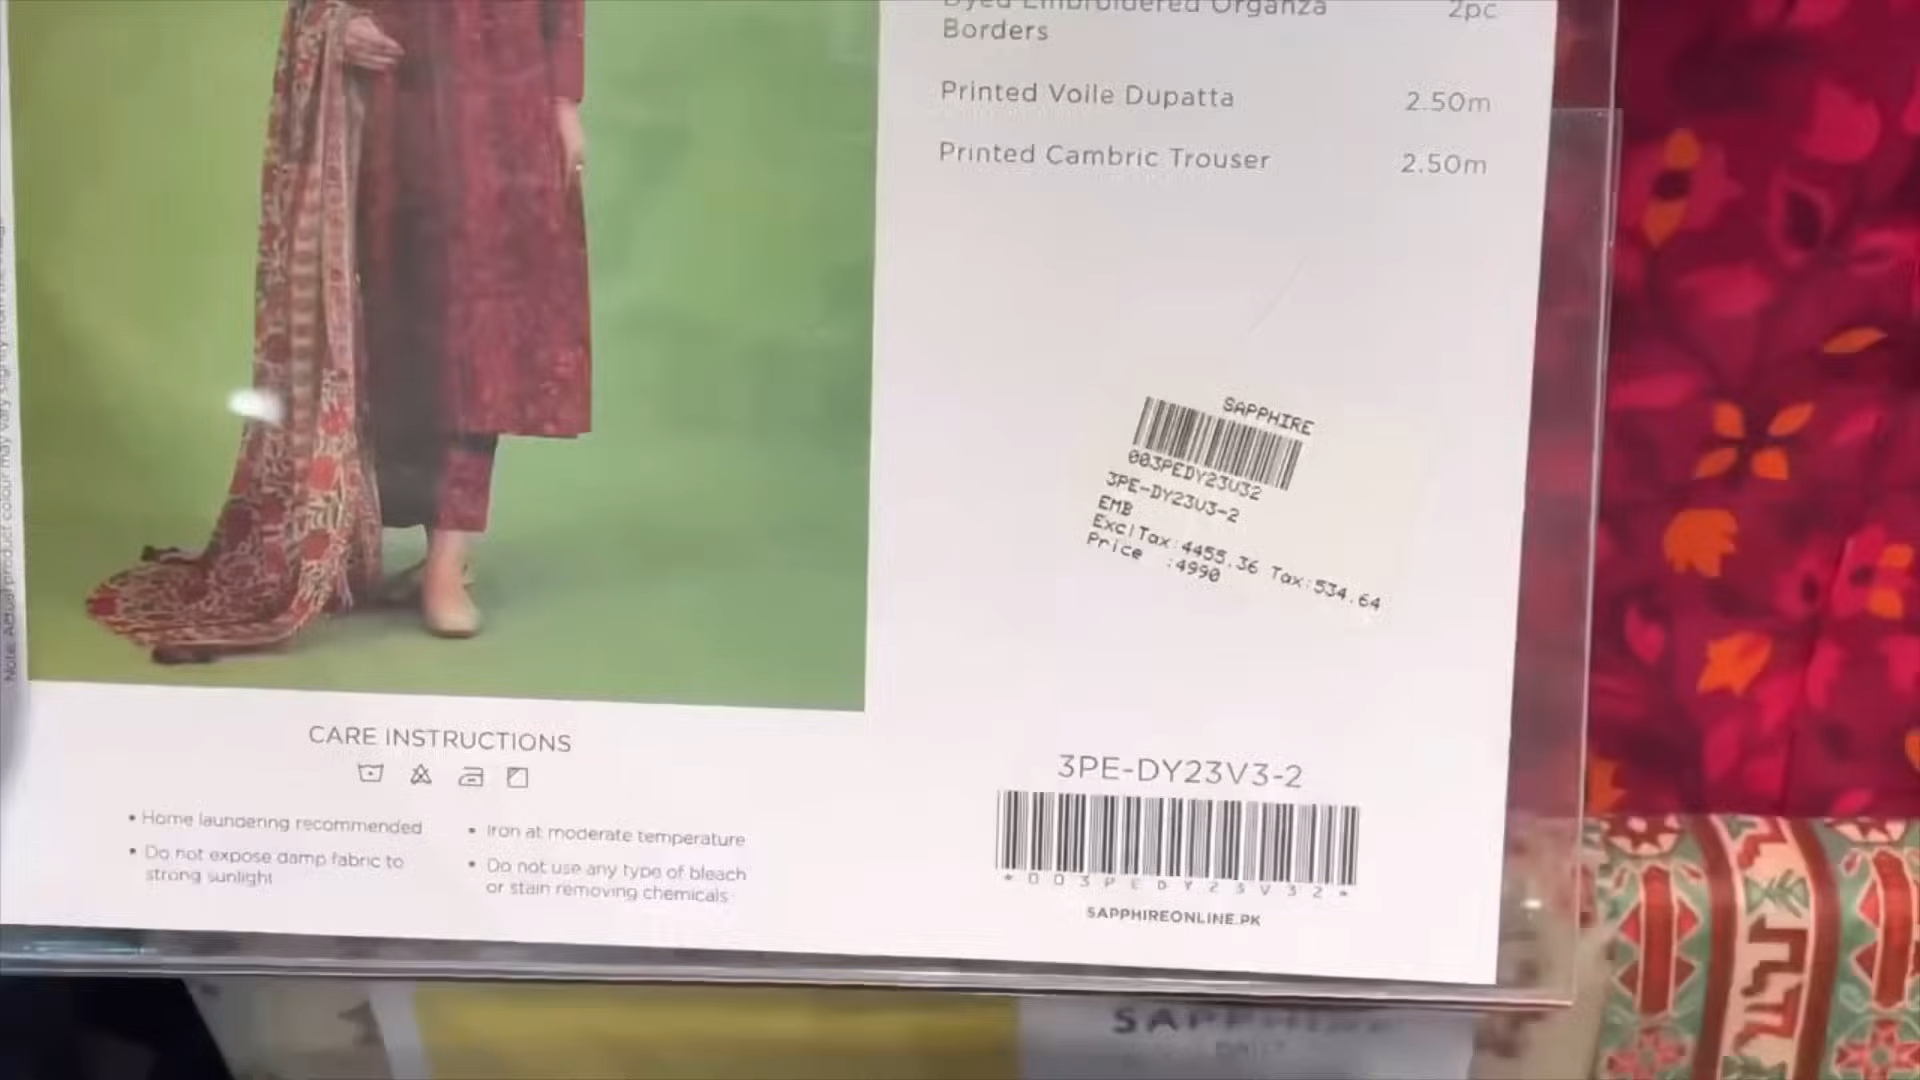 Dyed Embroidered Organza 2pc
Borders
Printed Voile Dupatta 2.50m
Printed Cambric Trouser 2.50m
SAPPHIRE
003PEDY23V32
3PE-DY23V3-2
EMB
ExclTax:4455.36 Tax:534.64
Price :4990
CARE INSTRUCTIONS
• Home laundering recommended
• Do not expose damp fabric to
strong sunlight
• Iron at moderate temperature
• Do not use any type of bleach
or stain removing chemicals
3PE-DY23V3-2
*003PEDY23V32*
SAPPHIREONLINE.PK
SAPPHIRE